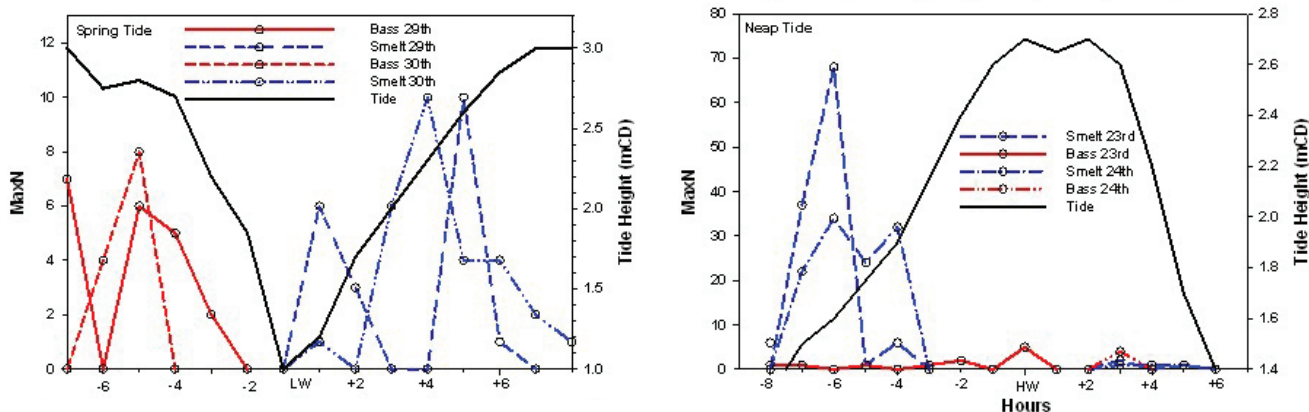 Spring Tide
Bass 29th
Smelt 29th
Bass 30th
Smelt 30th
Tide
MaxN
12
10
8
6
4
2
0
3.0
2.5
2.0
1.5
1.0
Tide Height (mCD)
-6
-4
-2
LW
+2
+4
+6
Neap Tide
Smelt 23rd
Bass 23rd
Smelt 24th
Bass 24th
Tide
MaxN
80
70
60
50
40
30
20
10
0
2.8
2.6
2.4
2.2
2.0
1.8
1.6
1.4
Tide Height (mCD)
-8
-6
-4
-2
HW
+2
+4
+6
Hours